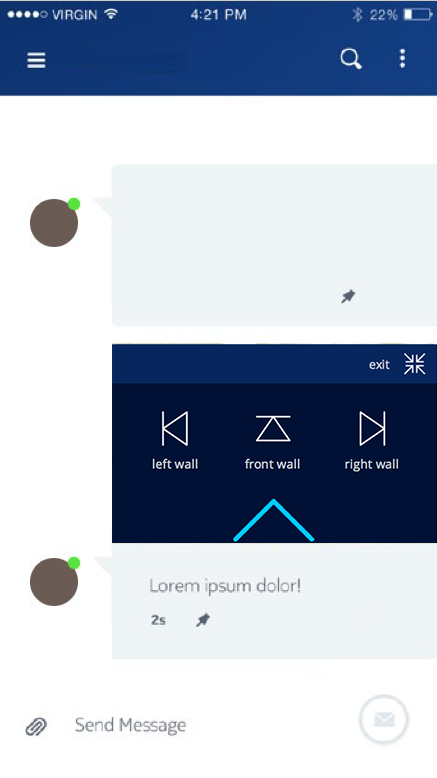 VIRGIN 4:21 PM 22%
exit
left wall front wall right wall
Lorem ipsum dolor!
2s
Send Message